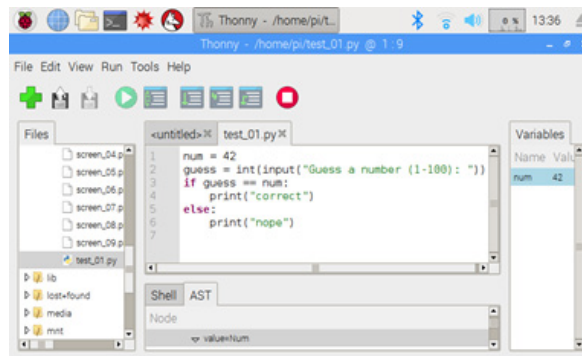 Thonny - /home/pi/t...
0 %
13:36
Thonny - /home/pi/test_01.py @ 1 : 9
File Edit View Run Tools Help
Files
<untitled>
test_01.py
Variables
screen_04.p
screen_05.p
screen_06.p
screen_07.p
screen_08.p
screen_09.p
test_01.py
lib
lost+found
media
mnt
1 num = 42
2 guess = int(input("Guess a number (1-100): "))
3 if guess == num:
4 print("correct")
5 else:
6 print("nope")
7
Name Valu
num 42
Shell AST
Node
value=Num